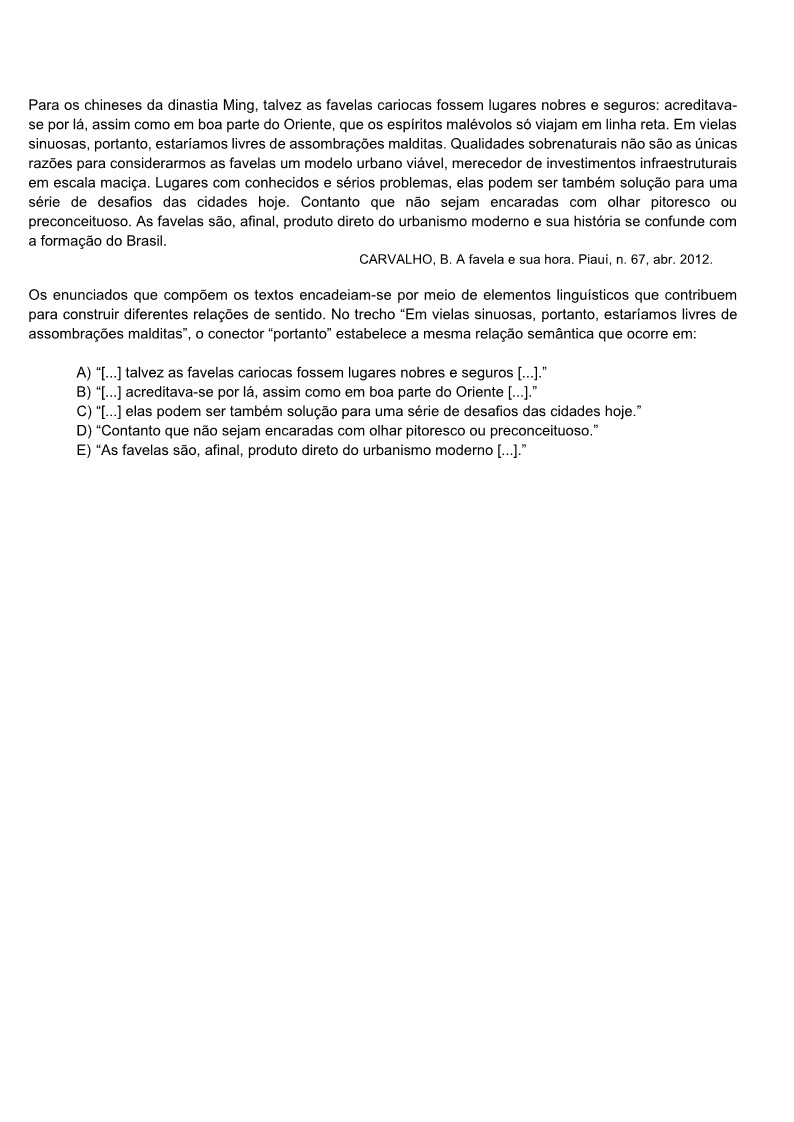 Para os chineses da dinastia Ming, talvez as favelas cariocas fossem lugares nobres e seguros: acreditava-
se por lá, assim como em boa parte do Oriente, que os espíritos malévolos só viajam em linha reta. Em vielas
sinuosas, portanto, estaríamos livres de assombrações malditas. Qualidades sobrenaturais não são as únicas
razões para considerarmos as favelas um modelo urbano viável, merecedor de investimentos infraestruturais
em escala maciça. Lugares com conhecidos e sérios problemas, elas podem ser também solução para uma
série de desafios das cidades hoje. Contanto que não sejam encaradas com olhar pitoresco ou
preconceituoso. As favelas são, afinal, produto direto do urbanismo moderno e sua história se confunde com
a formação do Brasil.
CARVALHO, B. A favela e sua hora. Piauí, n. 67, abr. 2012.
Os enunciados que compõem os textos encadeiam-se por meio de elementos linguísticos que contribuem
para construir diferentes relações de sentido. No trecho “Em vielas sinuosas, portanto, estaríamos livres de
assombrações malditas”, o conector “portanto” estabelece a mesma relação semântica que ocorre em:
A) “[...] talvez as favelas cariocas fossem lugares nobres e seguros [...].”
B) “[...] acreditava-se por lá, assim como em boa parte do Oriente [...].”
C) “[...] elas podem ser também solução para uma série de desafios das cidades hoje.”
D) “Contanto que não sejam encaradas com olhar pitoresco ou preconceituoso.”
E) “As favelas são, afinal, produto direto do urbanismo moderno [...].”